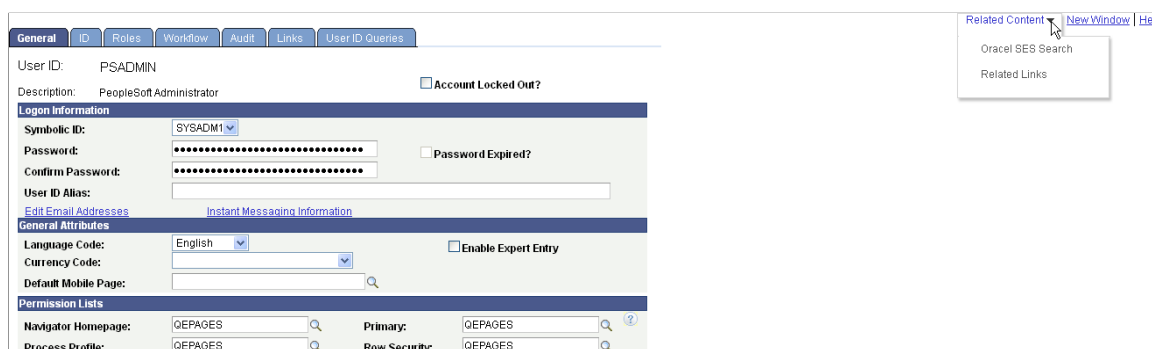 Related Content New Window He
General ID Roles Workflow Audit Links User ID Queries
Oracel SES Search
Related Links
User ID: PSADMIN
Account Locked Out?
Description: PeopleSoft Administrator
Logon Information
Symbolic ID: SYSADM1
Password: •••••••••••••••••••••••••••••••• Password Expired?
Confirm Password: ••••••••••••••••••••••••••••••••
User ID Alias:
Edit Email Addresses Instant Messaging Information
General Attributes
Language Code: English Enable Expert Entry
Currency Code:
Default Mobile Page:
Permission Lists
Navigator Homepage: QEPAGES Primary: QEPAGES
Process Profile: QEPAGES Row Security: QEPAGES